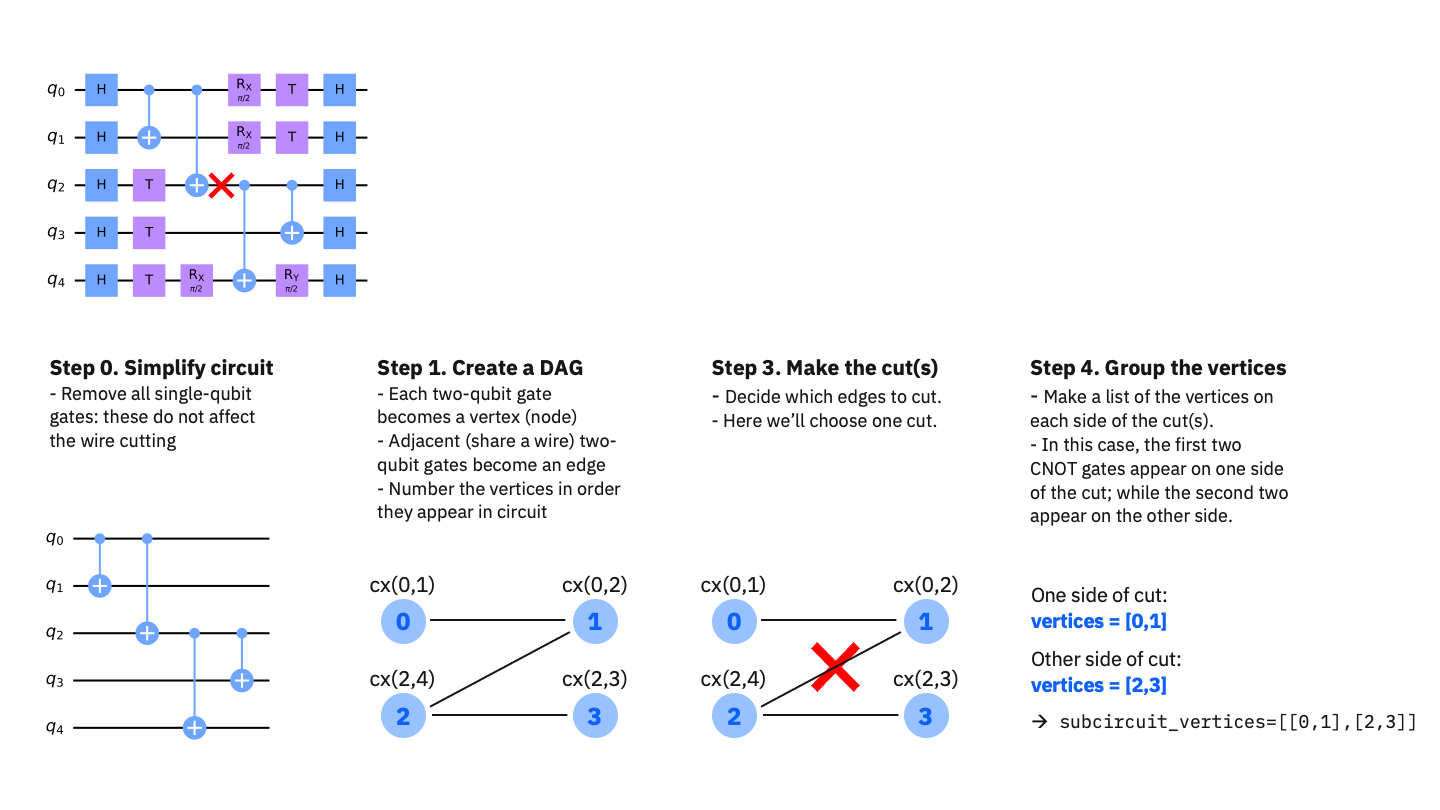 q0 H RX π/2 T H
q1 H RX π/2 T H
q2 H T H
q3 H T H
q4 H T RX π/2 RY π/2 H
Step 0. Simplify circuit
- Remove all single-qubit
gates: these do not affect
the wire cutting
q0
q1
q2
q3
q4
Step 1. Create a DAG
- Each two-qubit gate
becomes a vertex (node)
- Adjacent (share a wire) two-
qubit gates become an edge
- Number the vertices in order
they appear in circuit
cx(0,1) cx(0,2)
0 1
cx(2,4) cx(2,3)
2 3
Step 3. Make the cut(s)
- Decide which edges to cut.
- Here we’ll choose one cut.
cx(0,1) cx(0,2)
0 1
cx(2,4) cx(2,3)
2 3
Step 4. Group the vertices
- Make a list of the vertices on
each side of the cut(s).
- In this case, the first two
CNOT gates appear on one side
of the cut; while the second two
appear on the other side.
One side of cut:
vertices = [0,1]
Other side of cut:
vertices = [2,3]
→ subcircuit_vertices=[[0,1],[2,3]]